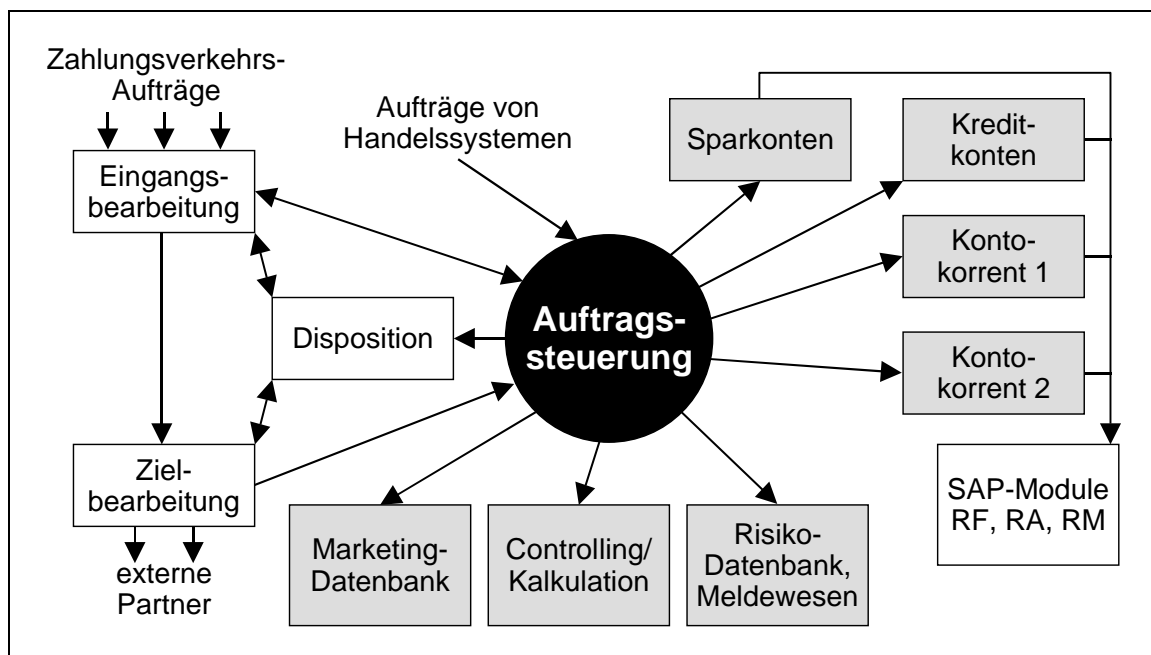 Zahlungsverkehrs-
Aufträge
Eingangs-
bearbeitung
Aufträge von
Handelssystemen
Sparkonten
Kredit-
konten
Konto-
korrent 1
Disposition
Auftrags-
steuerung
Konto-
korrent 2
Ziel-
bearbeitung
externe
Partner
Marketing-
Datenbank
Controlling/
Kalkulation
Risiko-
Datenbank,
Meldewesen
SAP-Module
RF, RA, RM